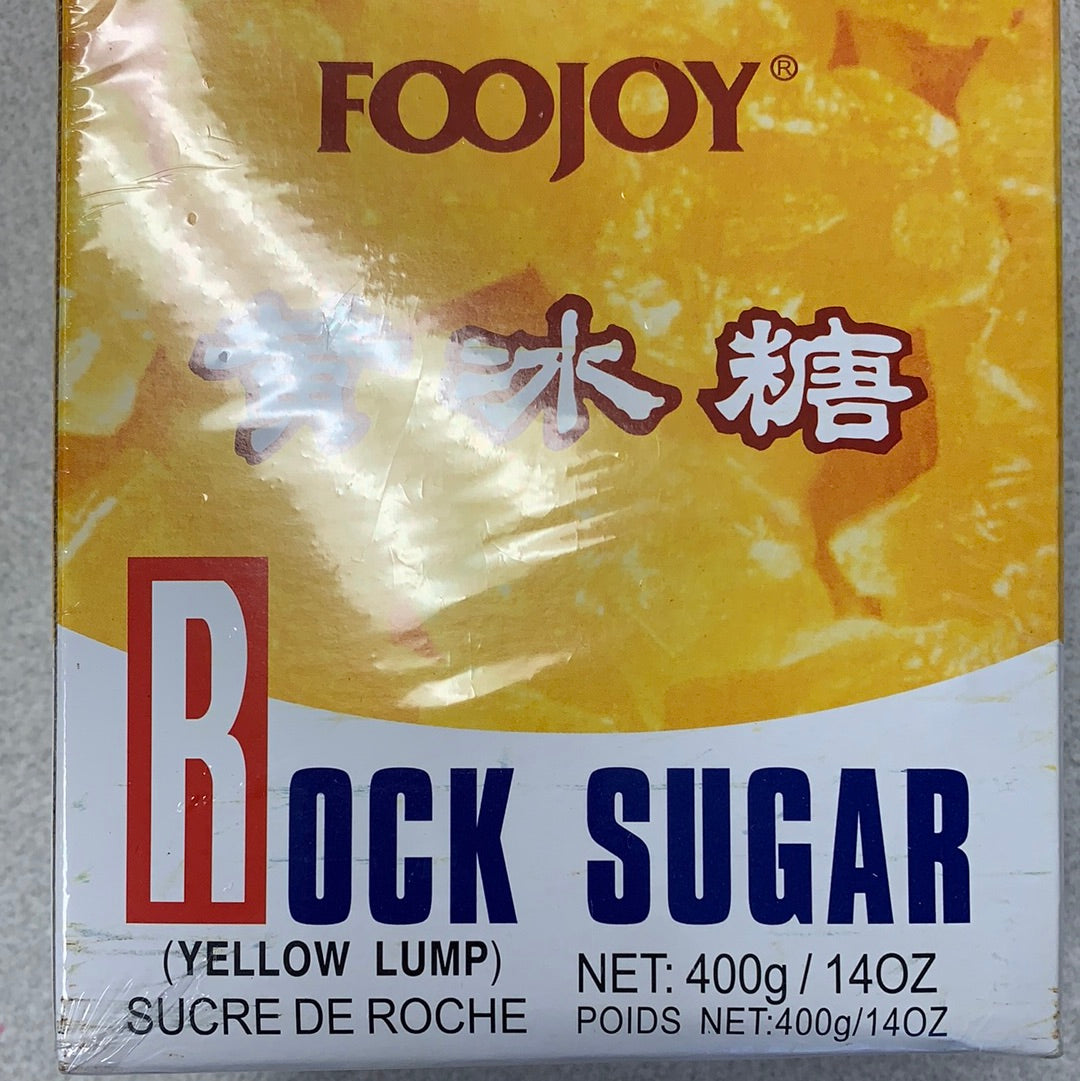 FOOJOY®
黄冰糖
ROCK SUGAR
(YELLOW LUMP)
SUCRE DE ROCHE
NET: 400g / 14OZ
POIDS NET:400g/14OZ